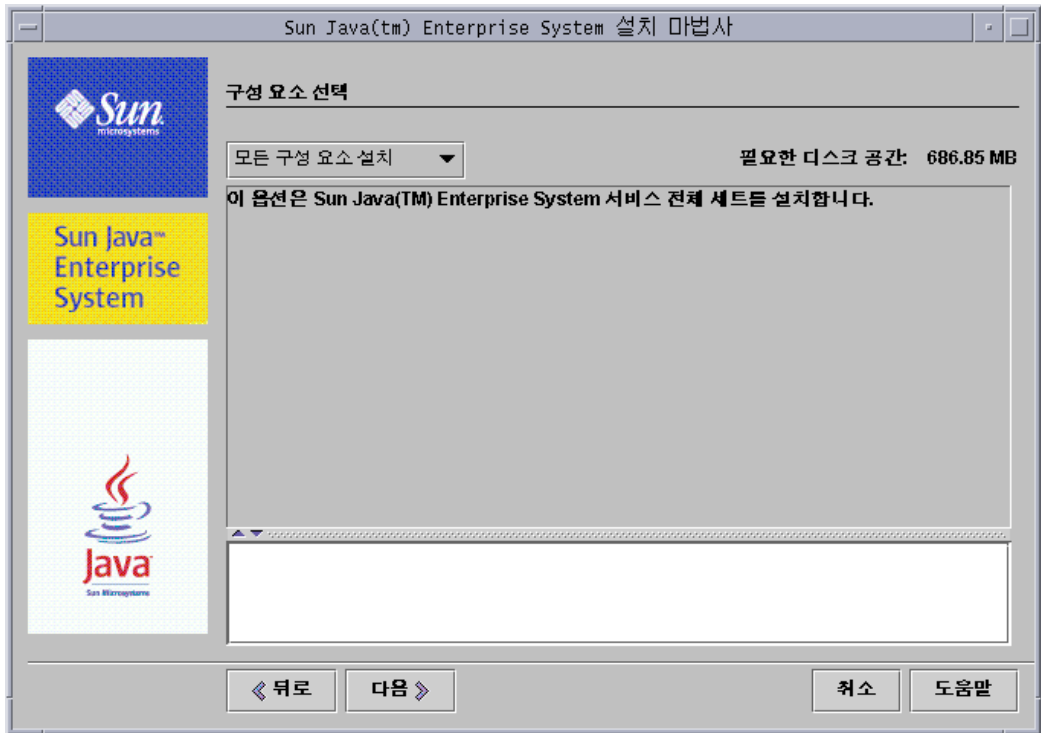 Sun Java(tm) Enterprise System 설치 마법사
Sun
microsystems
구성 요소 선택
모든 구성 요소 설치
필요한 디스크 공간: 686.85 MB
이 옵션은 Sun Java(TM) Enterprise System 서비스 전체 세트를 설치합니다.
Sun Java™
Enterprise
System
Java
Sun Microsystems
뒤로
다음
취소
도움말